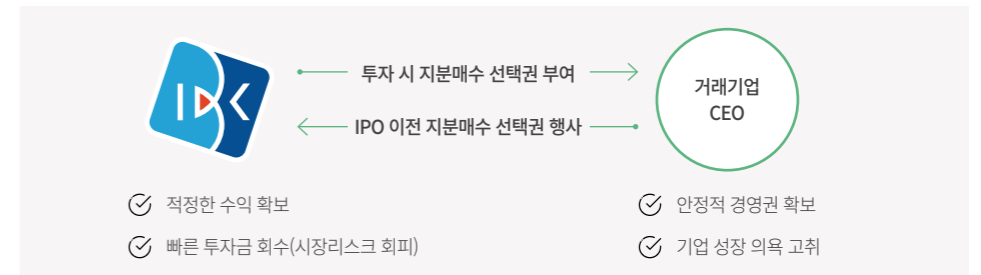 IBK
투자 시 지분매수 선택권 부여
IPO 이전 지분매수 선택권 행사
거래기업
CEO
적정한 수익 확보
빠른 투자금 회수(시장리스크 회피)
안정적 경영권 확보
기업 성장 의욕 고취